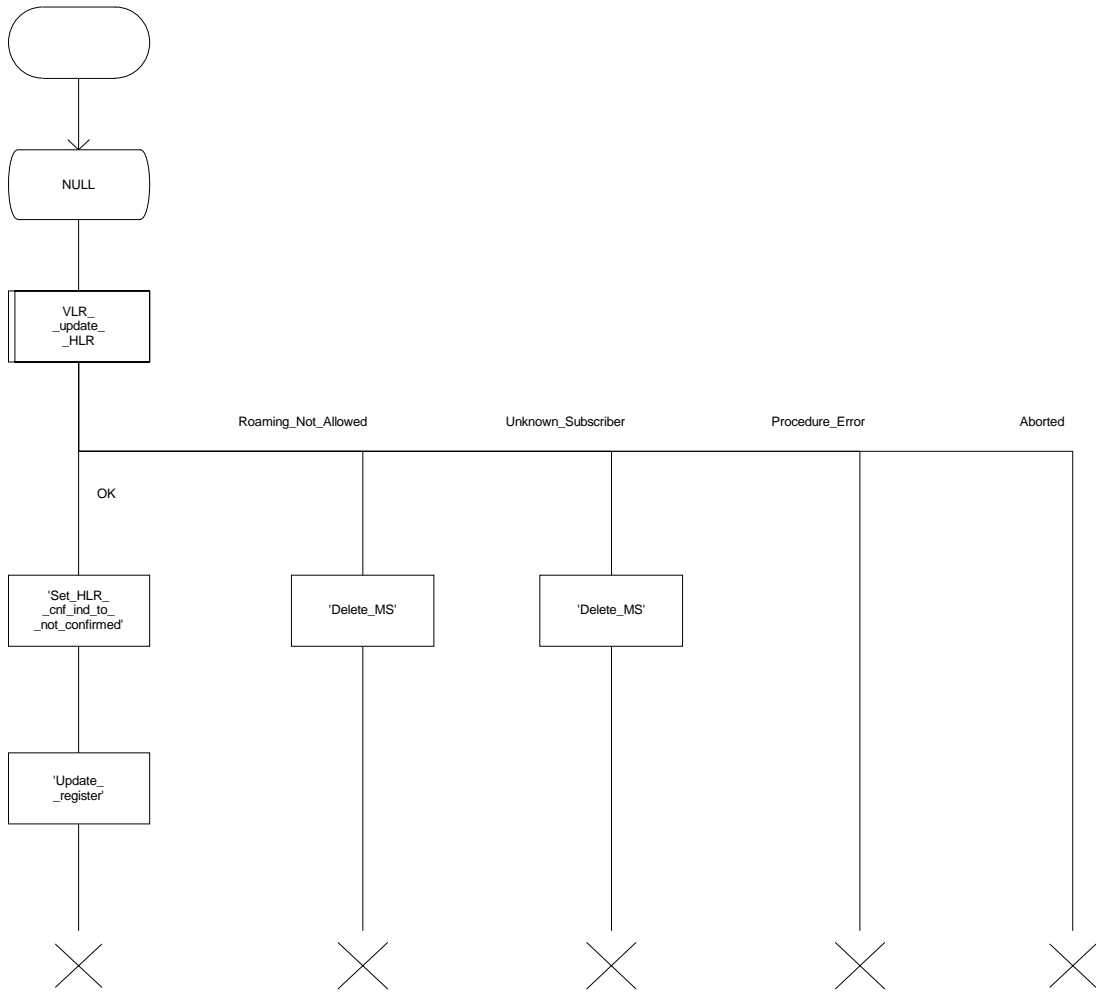 NULL
VLR_
_update_
_HLR
Roaming_Not_Allowed
Unknown_Subscriber
Procedure_Error
Aborted
OK
'Set_HLR_
_cnf_ind_to_
_not_confirmed'
'Delete_MS'
'Delete_MS'
'Update_
_register'